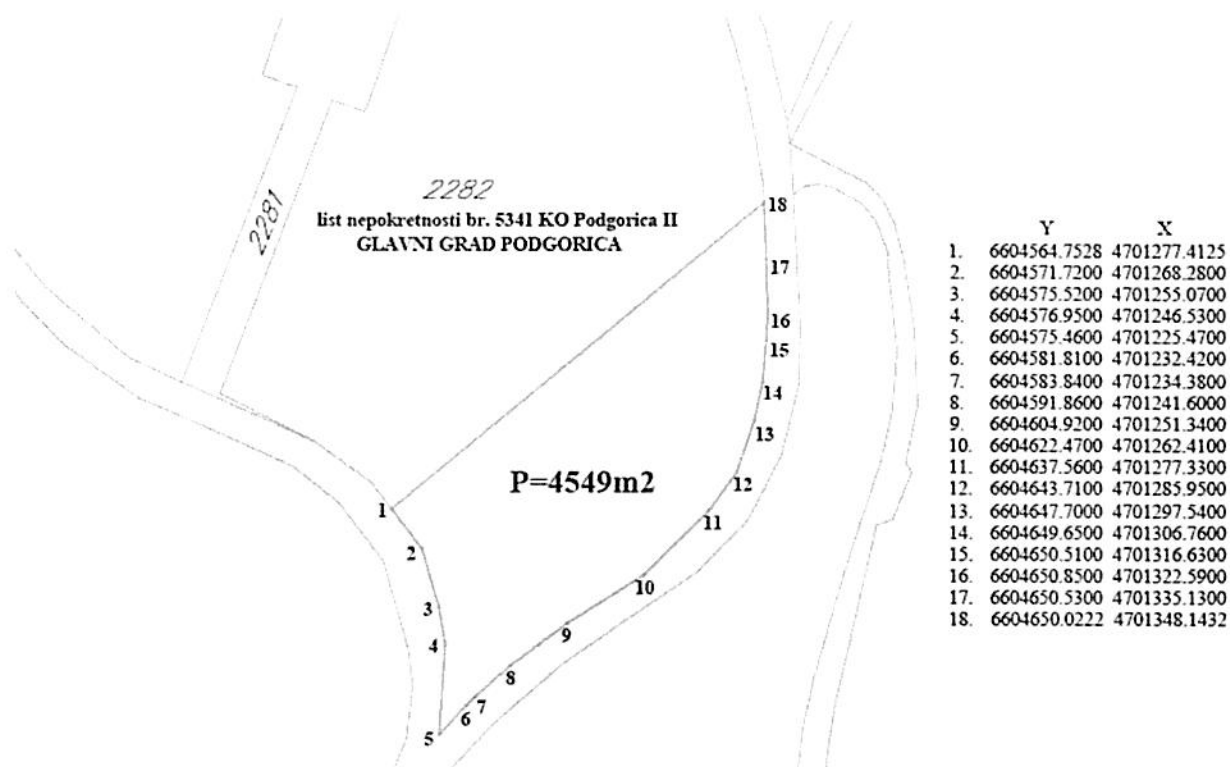 2282
list nepokretnosti br. 5341 KO Podgorica II
GLAVNI GRAD PODGORICA
2281
P=4549m2
1
2
3
4
5
6
7
8
9
10
11
12
13
14
15
16
17
18
Y X
1. 6604564.7528 4701277.4125
2. 6604571.7200 4701268.2800
3. 6604575.5200 4701255.0700
4. 6604576.9500 4701246.5300
5. 6604575.4600 4701225.4700
6. 6604581.8100 4701232.4200
7. 6604583.8400 4701234.3800
8. 6604591.8600 4701241.6000
9. 6604604.9200 4701251.3400
10. 6604622.4700 4701262.4100
11. 6604637.5600 4701277.3300
12. 6604643.7100 4701285.9500
13. 6604647.7000 4701297.5400
14. 6604649.6500 4701306.7600
15. 6604650.5100 4701316.6300
16. 6604650.8500 4701322.5900
17. 6604650.5300 4701335.1300
18. 6604650.0222 4701348.1432